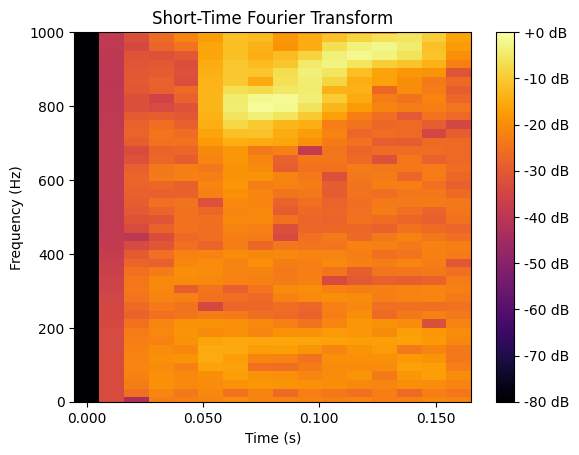 Short-Time Fourier Transform
1000
800
600
400
200
0
Frequency (Hz)
0.000
0.050
0.100
0.150
Time (s)
+0 dB
-10 dB
-20 dB
-30 dB
-40 dB
-50 dB
-60 dB
-70 dB
-80 dB